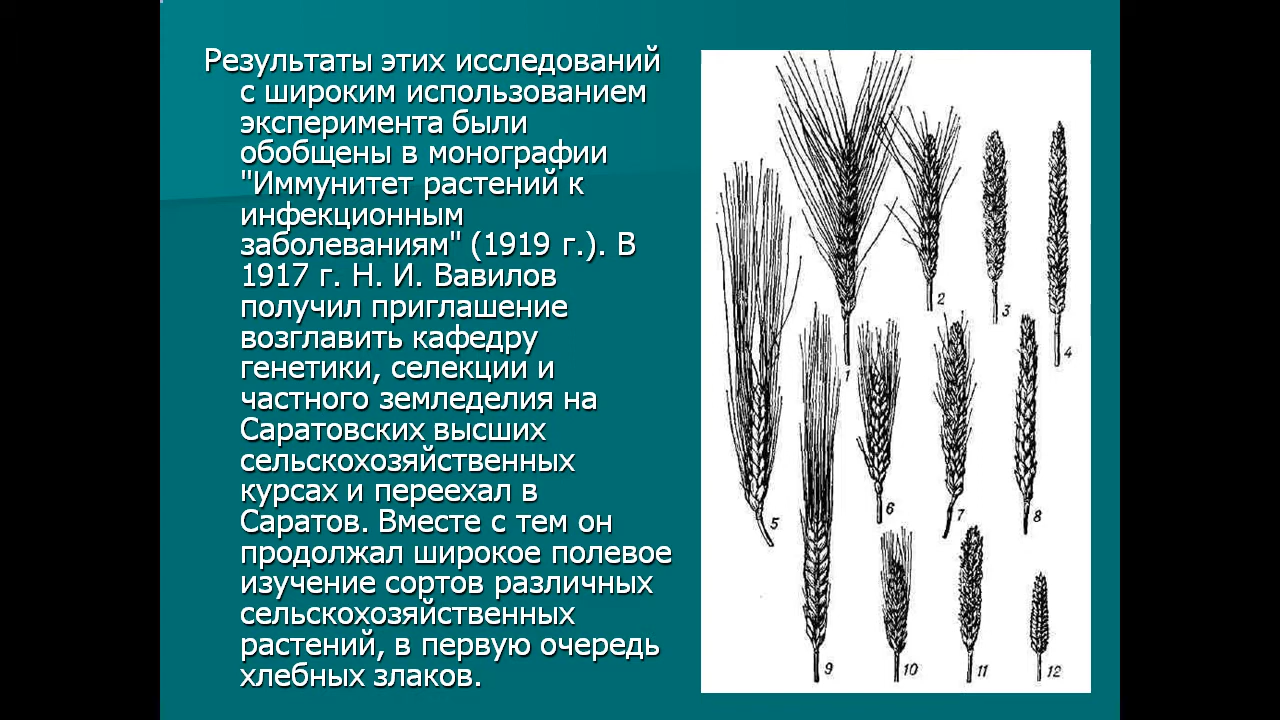 Результаты этих исследований
с широким использованием
эксперимента были
обобщены в монографии
"Иммунитет растений к
инфекционным
заболеваниям" (1919 г.). В
1917 г. Н. И. Вавилов
получил приглашение
возглавить кафедру
генетики, селекции и
частного земледелия на
Саратовских высших
сельскохозяйственных
курсах и переехал в
Саратов. Вместе с тем он
продолжал широкое полевое
изучение сортов различных
сельскохозяйственных
растений, в первую очередь
хлебных злаков.
1 2 3 4
5 6 7 8
9 10 11 12